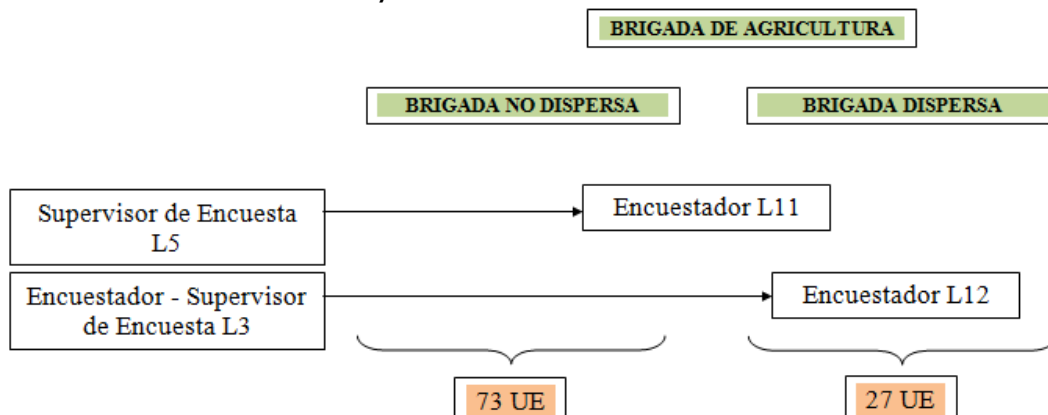 BRIGADA DE AGRICULTURA
BRIGADA NO DISPERSA
BRIGADA DISPERSA
Supervisor de Encuesta
L5
Encuestador L11
Encuestador - Supervisor
de Encuesta L3
Encuestador L12
73 UE
27 UE